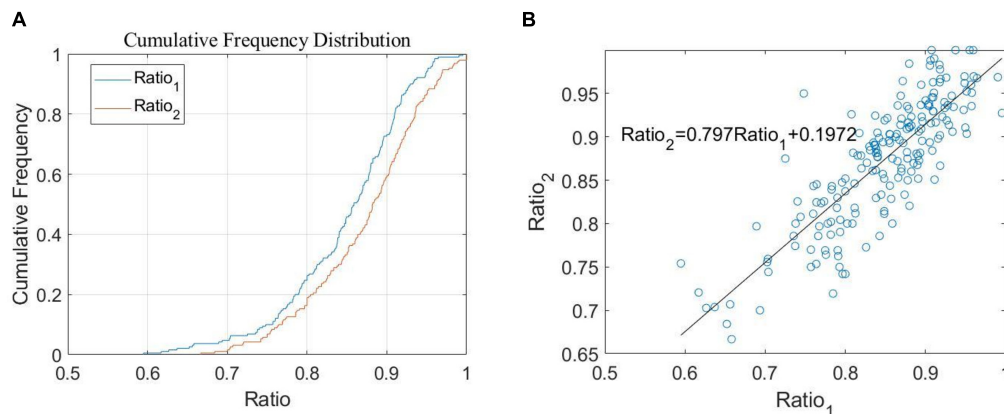 A
Cumulative Frequency Distribution
Cumulative Frequency
1
0.8
0.6
0.4
0.2
0
Ratio₁
Ratio₂
0.5
0.6
0.7
0.8
0.9
1
Ratio
B
Ratio₂
0.95
0.9
0.85
0.8
0.75
0.7
0.65
Ratio₂=0.797Ratio₁+0.1972
0.5
0.6
0.7
0.8
0.9
1
Ratio₁